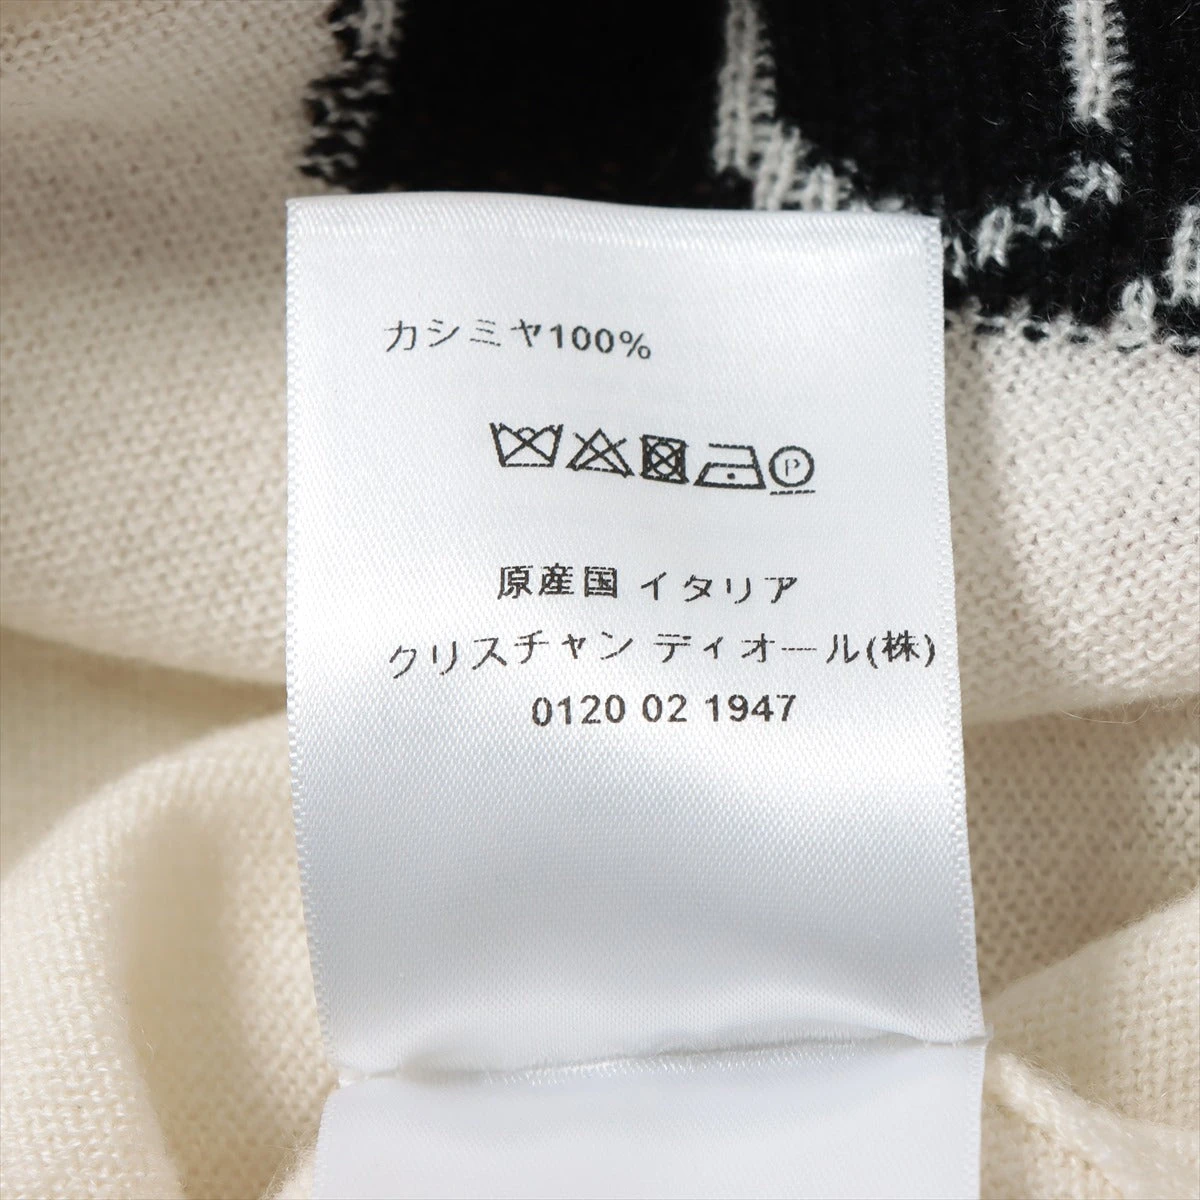 カシミヤ100%
P
原産国 イタリア
クリスチャン ディオール(株)
0120 02 1947